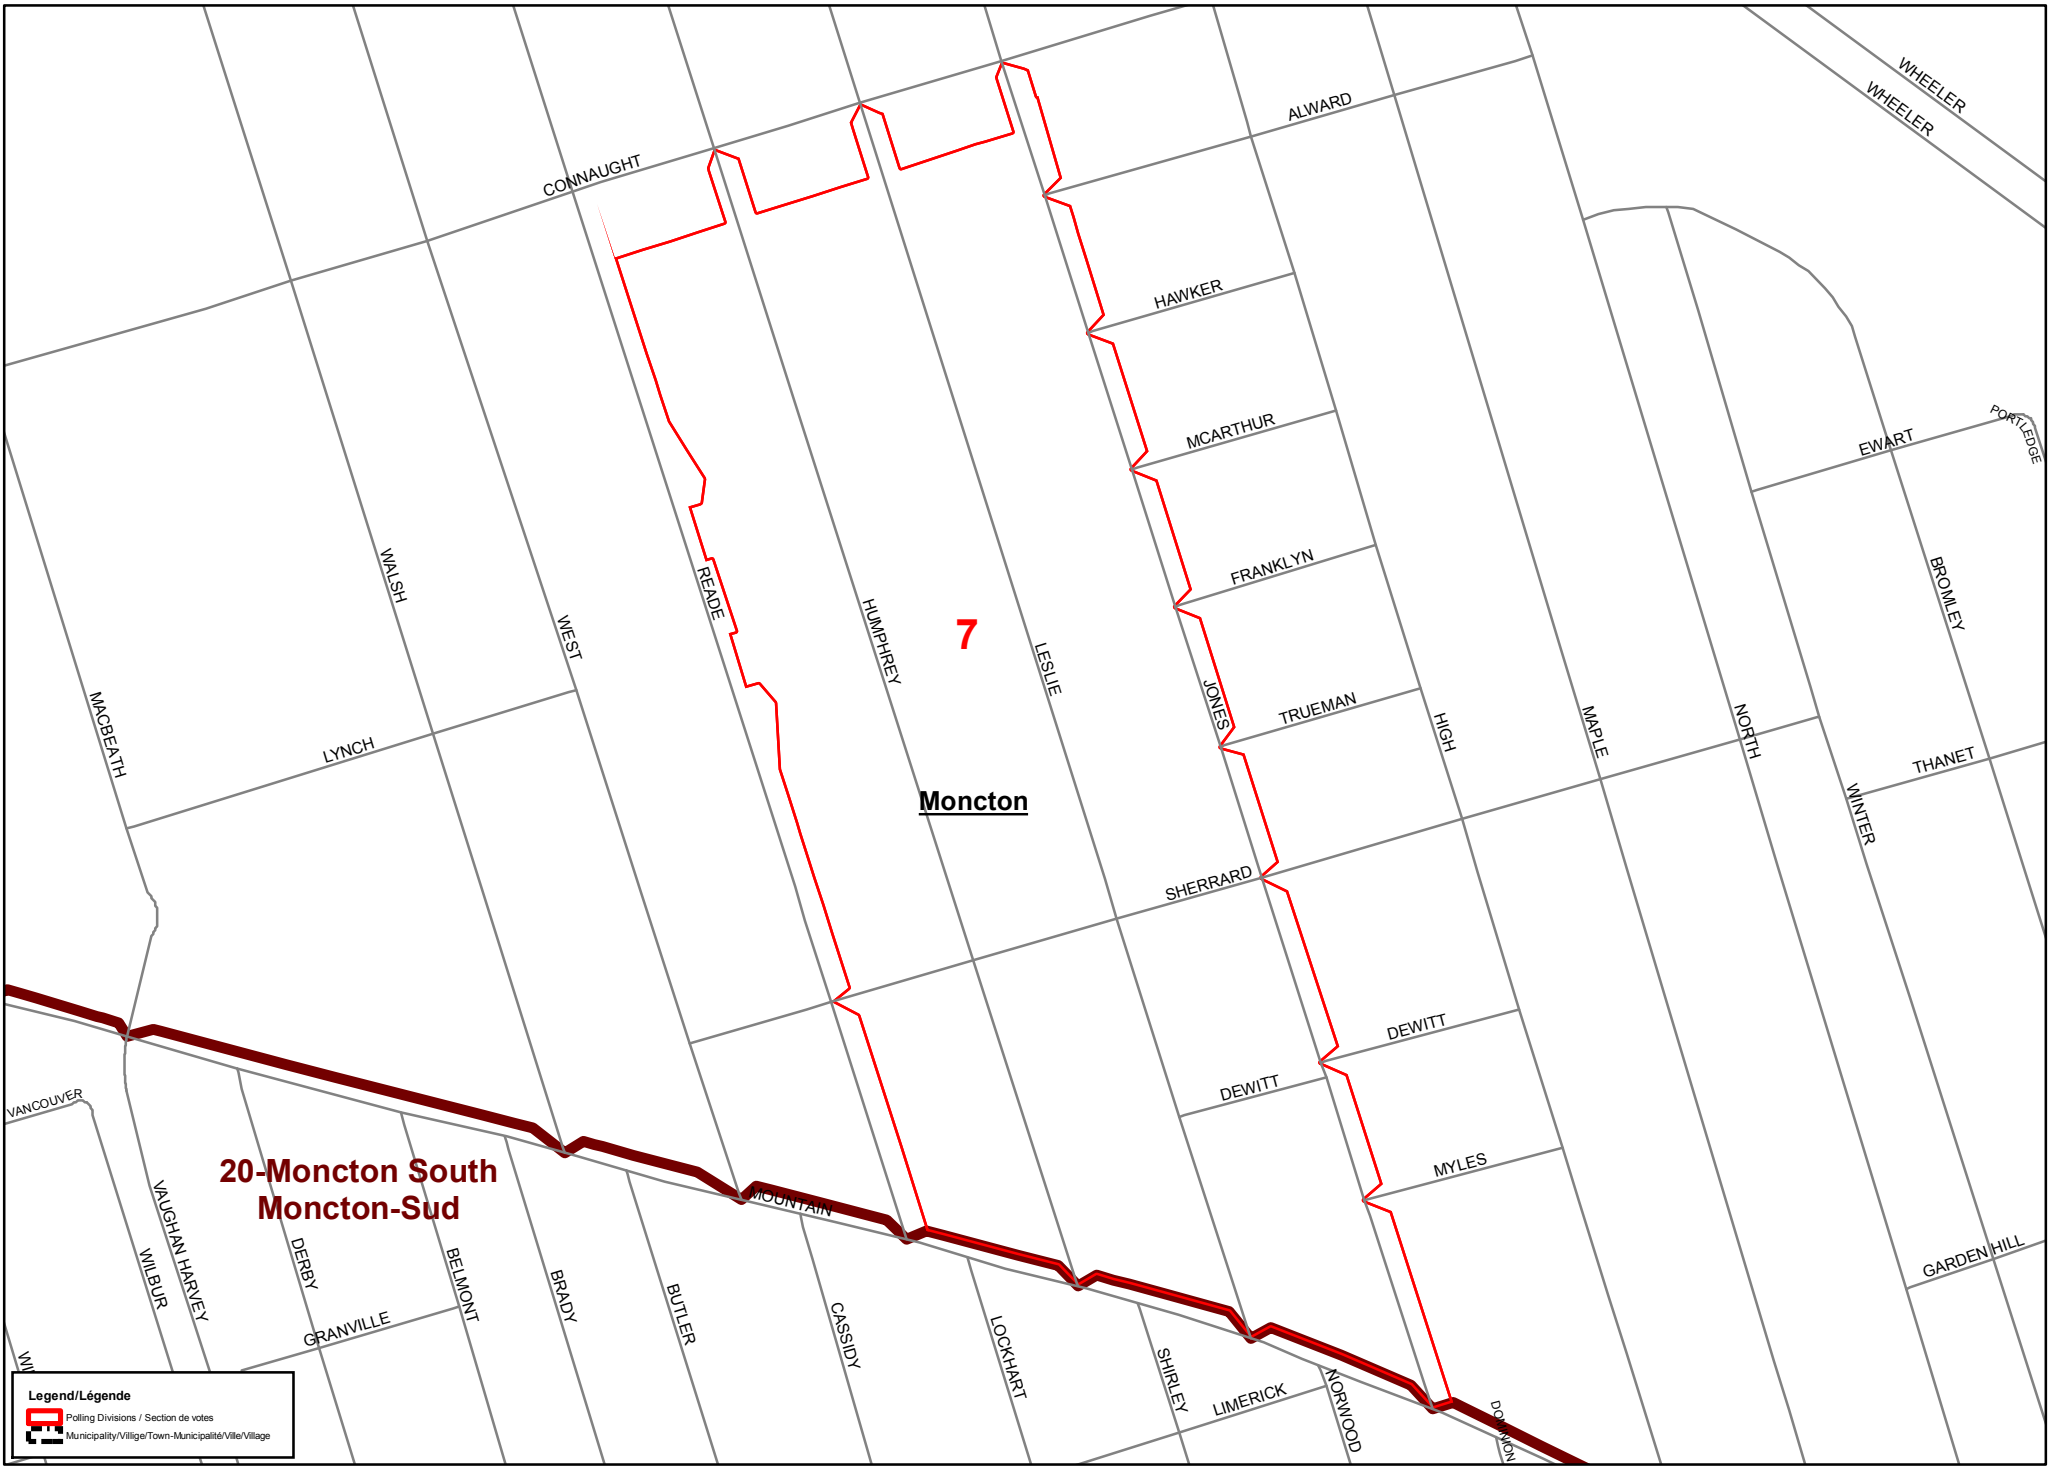 WHEELER
WHEELER
ALWARD
CONNAUGHT
HAWKER
MCARTHUR
PORTLEDGE
EWART
FRANKLYN
BROMLEY
WALSH
READE
HUMPHREY
7
WEST
LESLIE
JONES
TRUEMAN
MACBEATH
LYNCH
HIGH
MAPLE
NORTH
THANET
Moncton
WINTER
SHERRARD
DEWITT
DEWITT
VANCOUVER
MYLES
20-Moncton South
Moncton-Sud
MOUNTAIN
VAUGHAN HARVEY
WILBUR
DERBY
BELMONT
BRADY
BUTLER
CASSIDY
LOCKHART
SHIRLEY
NORWOOD
GARDEN HILL
GRANVILLE
LIMERICK
DOMINION
Legend/Légende
Polling Divisions / Section de votes
Municipality/Villige/Town-Municipalité/Ville/Village